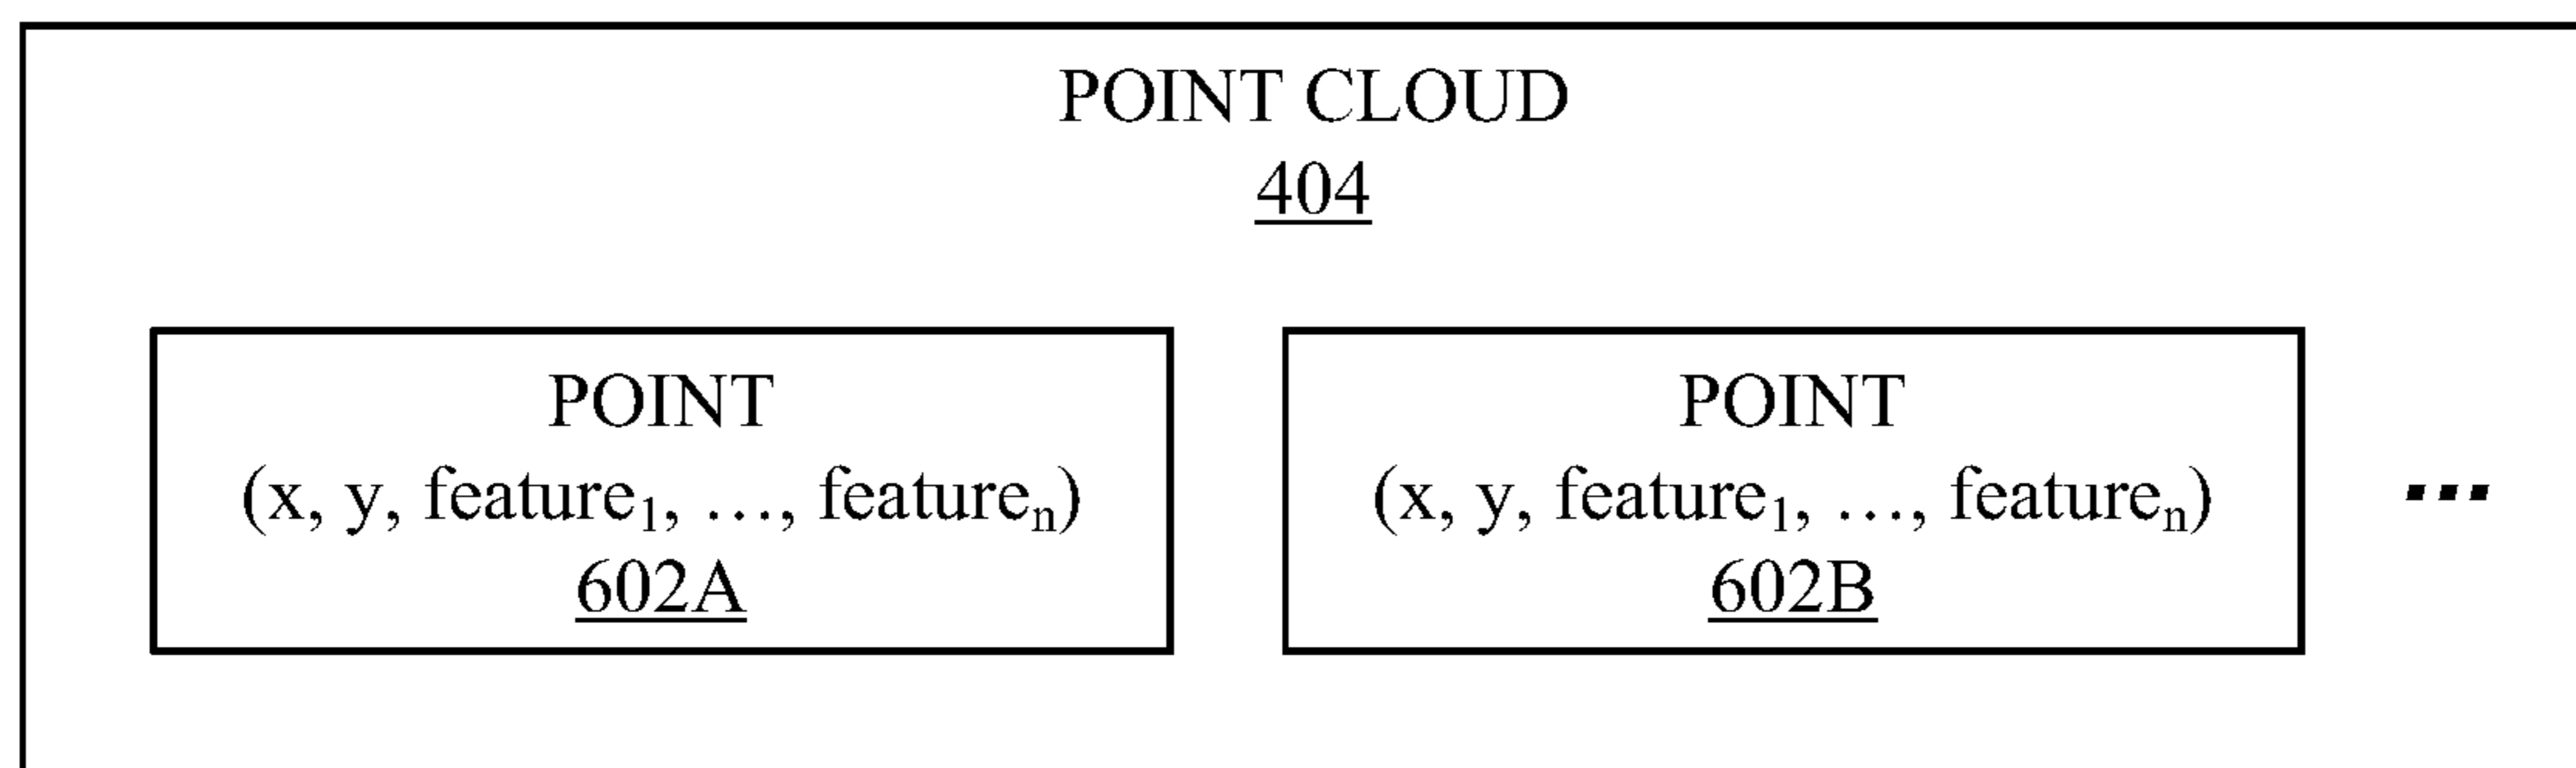 POINT CLOUD
404
POINT
(x, y, feature₁, …, featureₙ)
602A
POINT
(x, y, feature₁, …, featureₙ)
602B
...